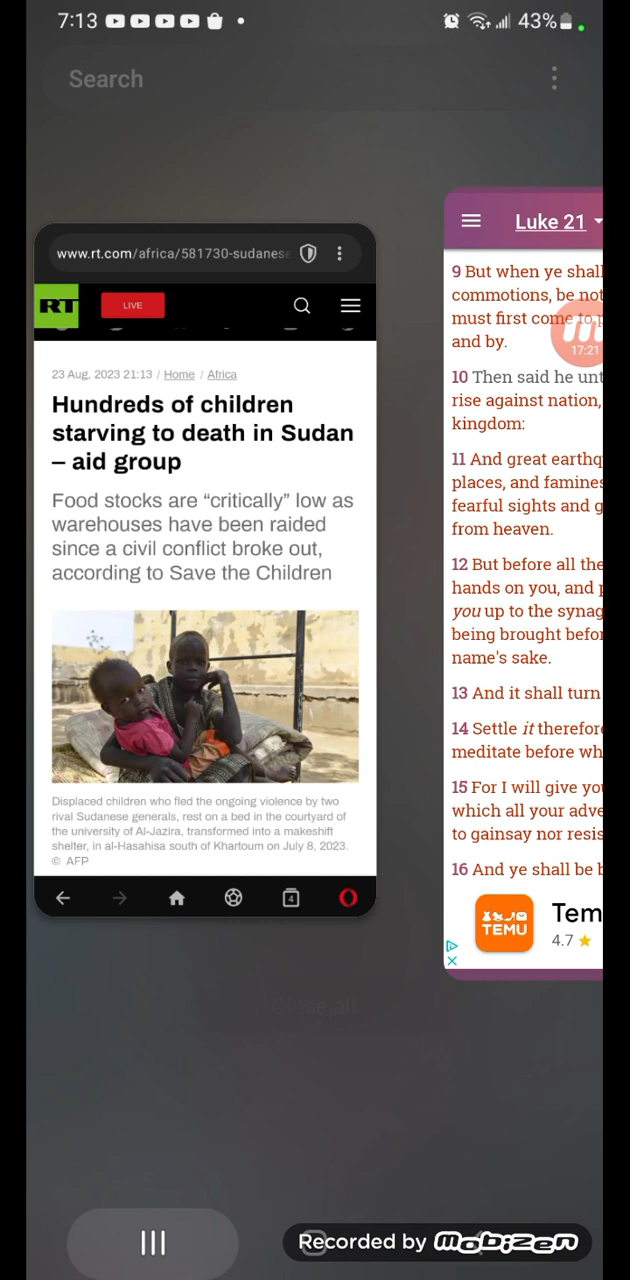 7:13
43%
Search
www.rt.com/africa/581730-sudanes
RT
LIVE
23 Aug, 2023 21:13 / Home / Africa
Hundreds of children
starving to death in Sudan
– aid group
Food stocks are “critically” low as
warehouses have been raided
since a civil conflict broke out,
according to Save the Children
Displaced children who fled the ongoing violence by two
rival Sudanese generals, rest on a bed in the courtyard of
the university of Al-Jazira, transformed into a makeshift
shelter, in al-Hasahisa south of Khartoum on July 8, 2023.
© AFP
4
Luke 21
9 But when ye shall
commotions, be not
must first come to p
and by.
17:21
10 Then said he unt
rise against nation,
kingdom:
11 And great earthq
places, and famines
fearful sights and g
from heaven.
12 But before all the
hands on you, and p
you up to the synag
being brought befor
name's sake.
13 And it shall turn
14 Settle it therefor
meditate before wh
15 For I will give yo
which all your adve
to gainsay nor resis
16 And ye shall be b
TEMU
Tem
4.7
Close all
Recorded by mobizen